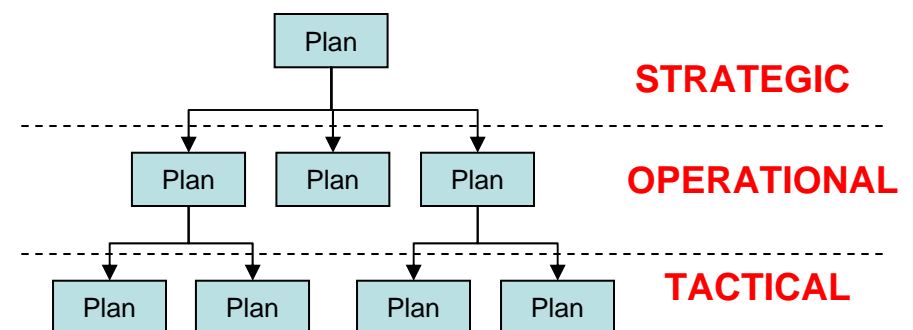 Plan
STRATEGIC
Plan Plan Plan
OPERATIONAL
Plan Plan Plan Plan
TACTICAL